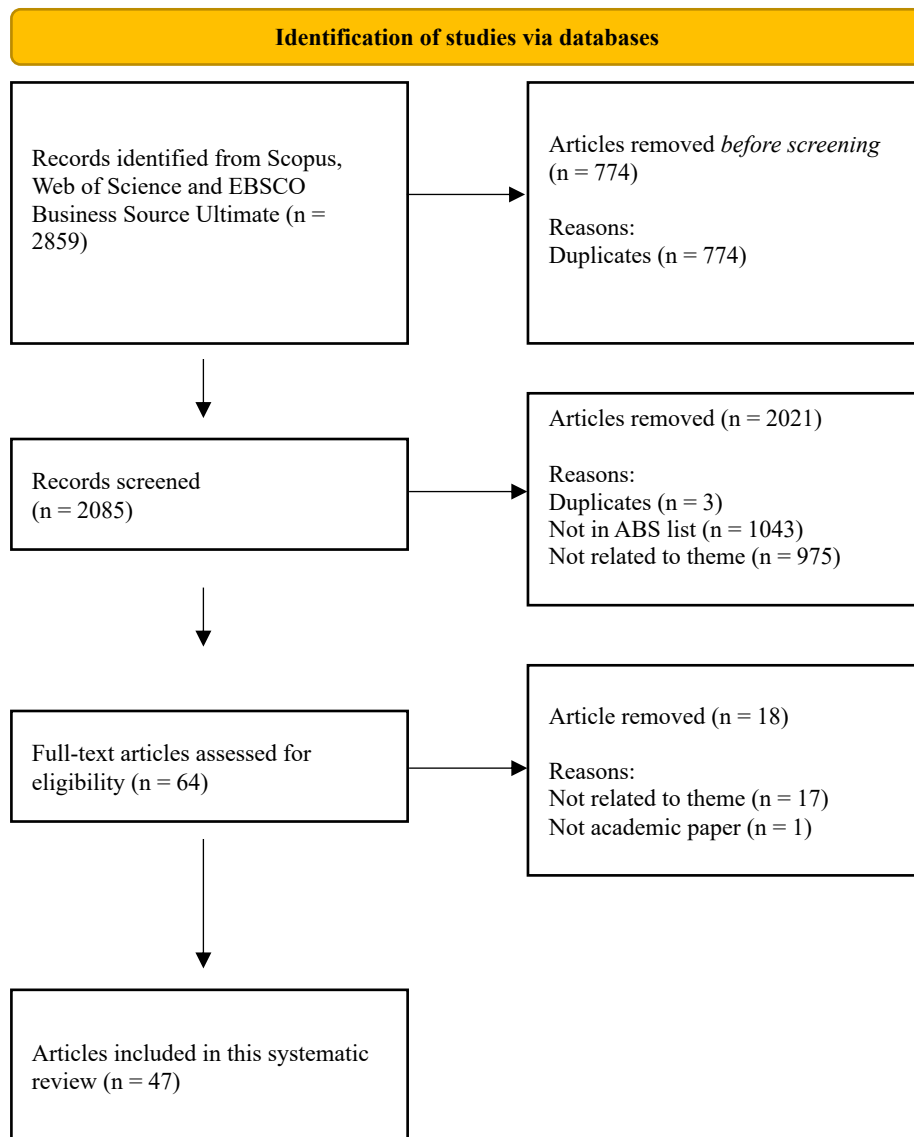 Identification of studies via databases
Records identified from Scopus,
Web of Science and EBSCO
Business Source Ultimate (n =
2859)
Articles removed before screening
(n = 774)
Reasons:
Duplicates (n = 774)
Records screened
(n = 2085)
Articles removed (n = 2021)
Reasons:
Duplicates (n = 3)
Not in ABS list (n = 1043)
Not related to theme (n = 975)
Full-text articles assessed for
eligibility (n = 64)
Article removed (n = 18)
Reasons:
Not related to theme (n = 17)
Not academic paper (n = 1)
Articles included in this systematic
review (n = 47)